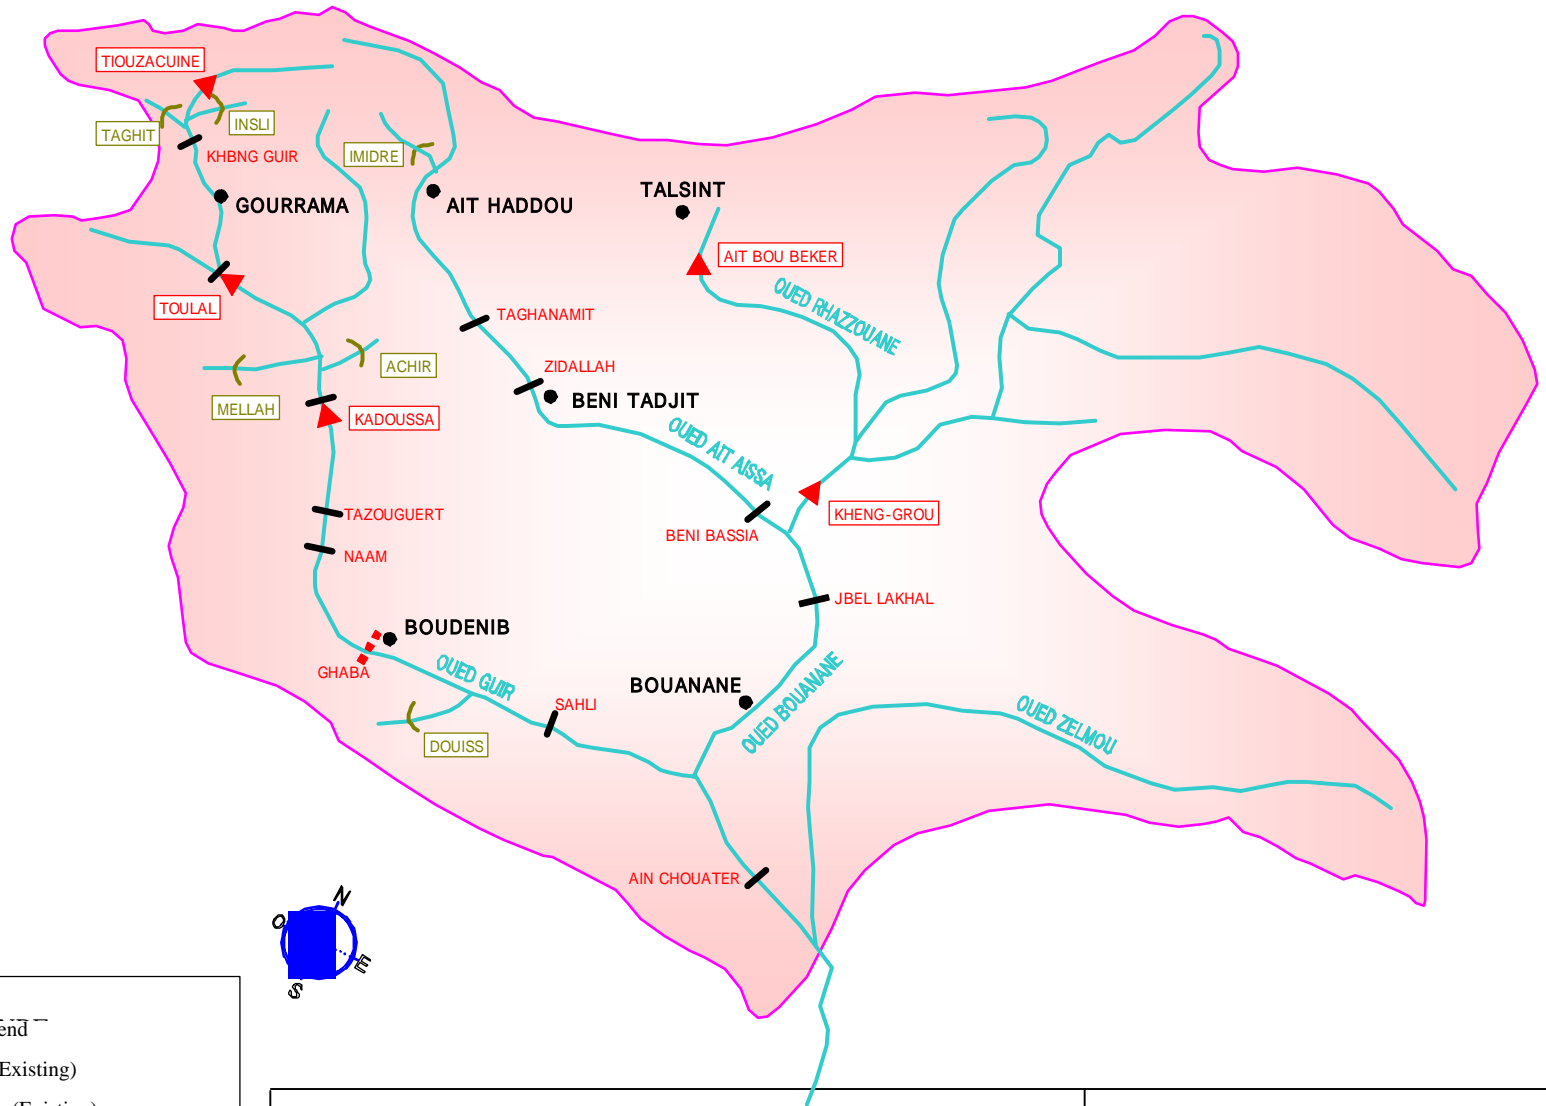 TIOUZACUINE
TAGHIT
INSLI
KHBNG GUIR
IMIDRE
GOURRAMA
AIT HADDOU
TALSINT
AIT BOU BEKER
OUED RHAZZOUANE
TOULAL
TAGHANAMIT
ACHIR
ZIDALLAH
MELLAH
BENI TADJIT
KADOUSSA
OUED AIT AISSA
TAZOUGUERT
KHENG-GROU
BENI BASSIA
NAAM
JBEL LAKHAL
BOUDENIB
GHABA
OUED GUIR
BOUANANE
OUED BOUANANE
SAHLI
OUED ZELMOU
DOUISS
AIN CHOUATER
N
O
E
S
end
Existing)